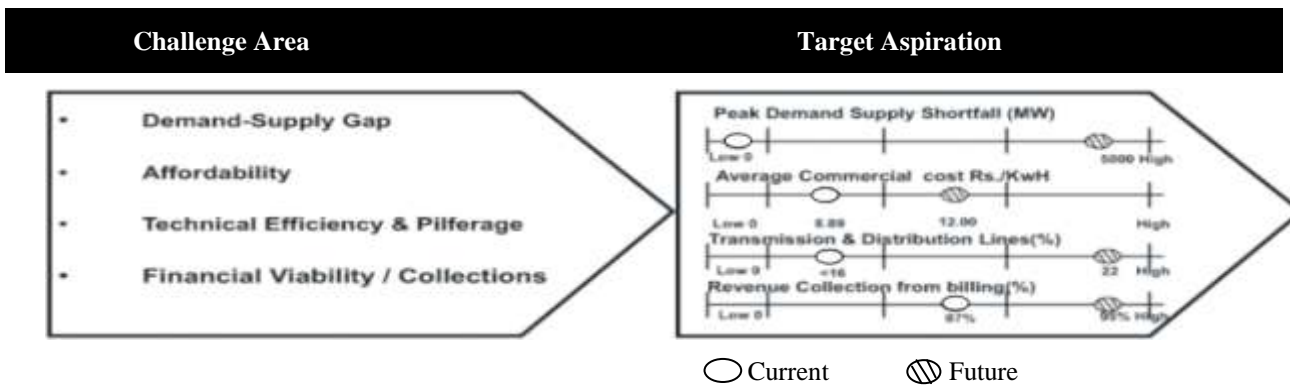 Challenge Area
Target Aspiration
• Demand-Supply Gap
• Affordability
• Technical Efficiency & Pilferage
• Financial Viability / Collections
Peak Demand Supply Shortfall (MW)
Low 0 5000 High
Average Commercial cost Rs./KwH
Low 0 12.00 High
Transmission & Distribution Lines(%)
Low 0 <16 22 High
Revenue Collection from billing(%)
Low 0 87% 95% High
Current Future